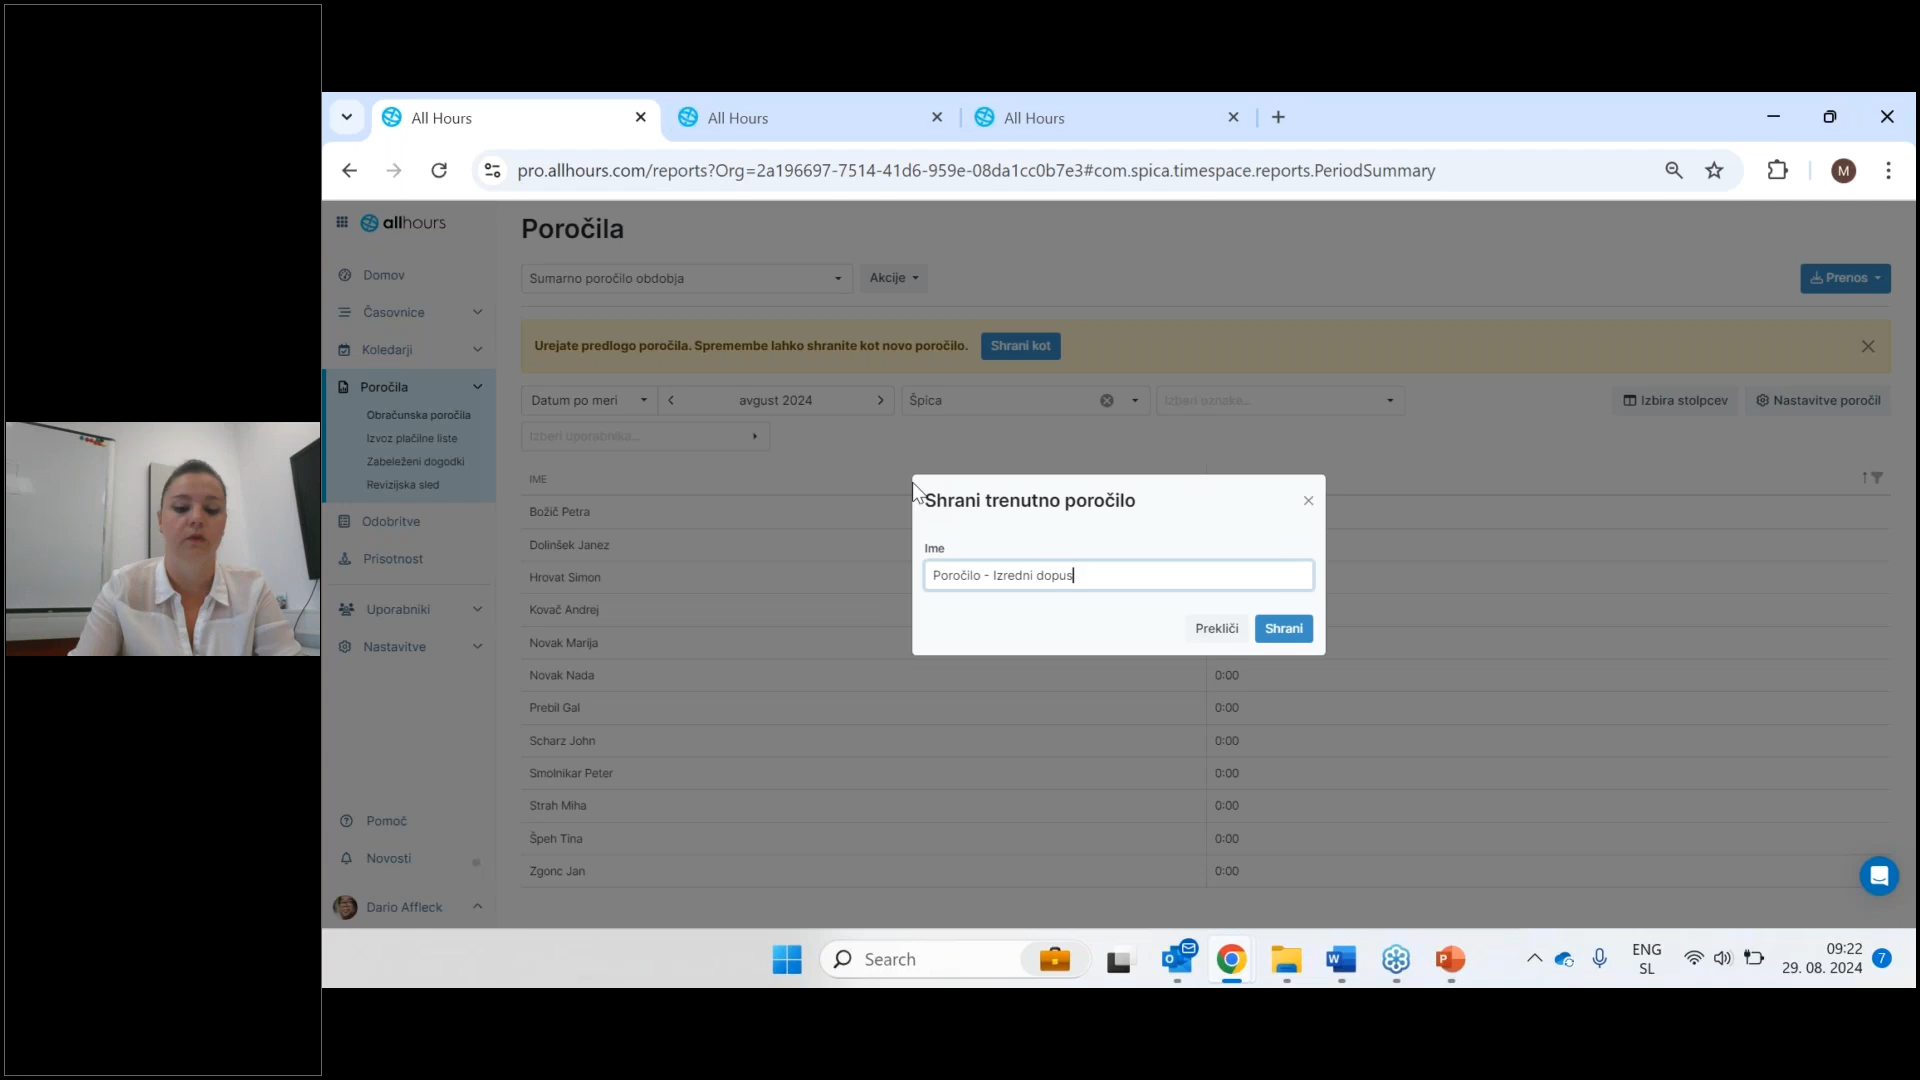 All Hours
All Hours
All Hours
pro.allhours.com/reports?Org=2a196697-7514-41d6-959e-08da1cc0b7e3#com.spica.timespace.reports.PeriodSummary
M
allhours
Domov
Časovnice
Koledarji
Poročila
Obračunska poročila
Izvoz plačilne liste
Zabeleženi dogodki
Revizijska sled
Odobritve
Prisotnost
Uporabniki
Nastavitve
Pomoč
Novosti
Dario Affleck
Poročila
Sumarno poročilo obdobja
Akcije
Prenos
Urejate predlogo poročila. Spremembe lahko shranite kot novo poročilo.
Shrani kot
Datum po meri
avgust 2024
Špica
Izberi oznake...
Izbira stolpcev
Nastavitve poročil
Izberi uporabnika...
IME
Božič Petra
Dolinšek Janez
Hrovat Simon
Kovač Andrej
Novak Marija
Novak Nada 0:00
Prebil Gal 0:00
Scharz John 0:00
Smolnikar Peter 0:00
Strah Miha 0:00
Špeh Tina 0:00
Zgonc Jan 0:00
Shrani trenutno poročilo
Ime
Poročilo - Izredni dopus
Prekliči
Shrani
Search
ENG
SL
09:22
29. 08. 2024
7